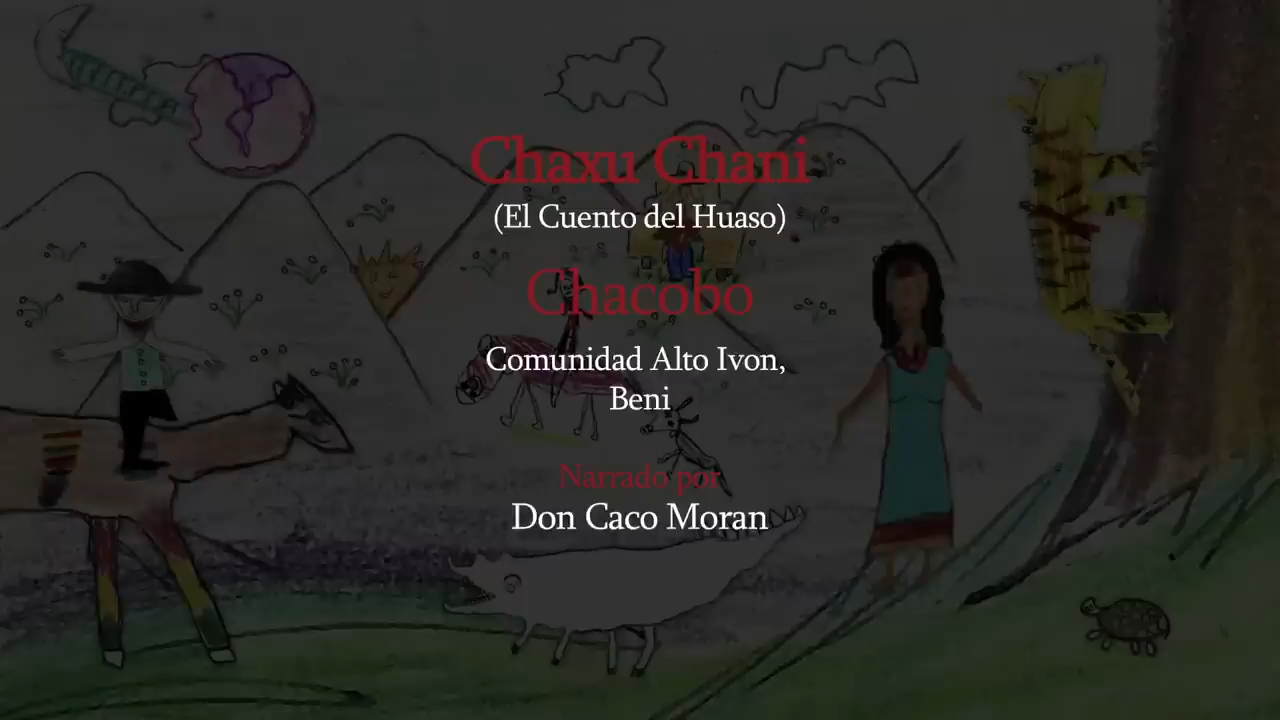 Chaxu Chani
(El Cuento del Huaso)
Chacobo
Comunidad Alto Ivon,
Beni
Narrado por
Don Caco Moran